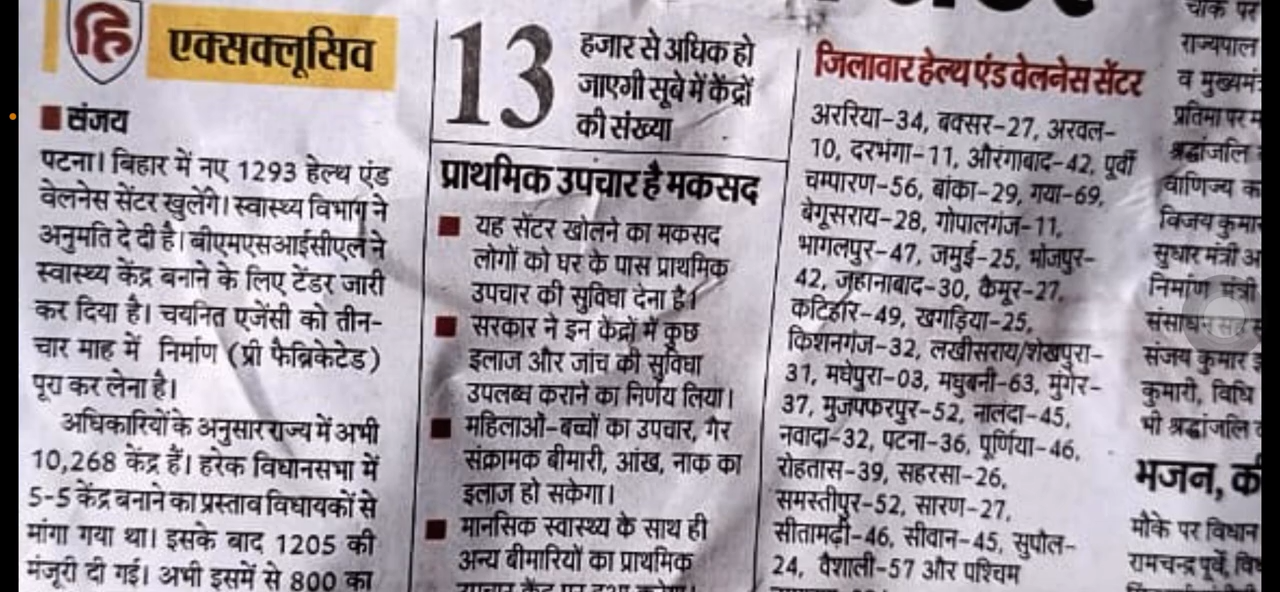 हि
एक्सक्लूसिव
■ संजय
पटना। बिहार में नए 1293 हेल्थ एंड
वेलनेस सेंटर खुलेंगे। स्वास्थ्य विभाग ने
अनुमति दे दी है। बीएमएसआईसीएल ने
स्वास्थ्य केंद्र बनाने के लिए टेंडर जारी
कर दिया है। चयनित एजेंसी को तीन-
चार माह में निर्माण (प्री फैब्रिकेटेड)
पूरा कर लेना है।
अधिकारियों के अनुसार राज्य में अभी
10,268 केंद्र हैं। हरेक विधानसभा में
5-5 केंद्र बनाने का प्रस्ताव विधायकों से
मांगा गया था। इसके बाद 1205 की
मंजूरी दी गई। अभी इसमें से 800 का
13
हजार से अधिक हो
जाएगी सूबे में केंद्रों
की संख्या
प्राथमिक उपचार है मकसद
■ यह सेंटर खोलने का मकसद
लोगों को घर के पास प्राथमिक
उपचार की सुविधा देना है।
■ सरकार ने इन केंद्रों में कुछ
इलाज और जांच की सुविधा
उपलब्ध कराने का निर्णय लिया।
■ महिलाओं-बच्चों का उपचार, गैर
संक्रामक बीमारी, आंख, नाक का
इलाज हो सकेगा।
■ मानसिक स्वास्थ्य के साथ ही
अन्य बीमारियों का प्राथमिक
जिलावार हेल्थ एंड वेलनेस सेंटर
अररिया-34, बक्सर-27, अरवल-
10, दरभंगा-11, औरंगाबाद-42, पूर्वी
चम्पारण-56, बांका-29, गया-69,
बेगूसराय-28, गोपालगंज-11,
भागलपुर-47, जमुई-25, भोजपुर-
42, जहानाबाद-30, कैमूर-27,
कटिहार-49, खगड़िया-25,
किशनगंज-32, लखीसराय/शेखपुरा-
31, मधेपुरा-03, मधुबनी-63, मुंगेर-
37, मुजफ्फरपुर-52, नालंदा-45,
नवादा-32, पटना-36, पूर्णिया-46,
रोहतास-39, सहरसा-26,
समस्तीपुर-52, सारण-27,
सीतामढ़ी-46, सीवान-45, सुपौल-
24, वैशाली-57 और पश्चिम
चौक पर
राज्यपाल
व मुख्यमं
प्रतिमा पर म
श्रद्धांजलि
वाणिज्य क
विजय कुमार
सुधार मंत्री अ
निर्माण मंत्री
संसाधन सह स
संजय कुमार झ
कुमारी, विधि
भी श्रद्धांजलि
भजन, की
मौके पर विधान
रामचन्द्र पूर्वे, विध